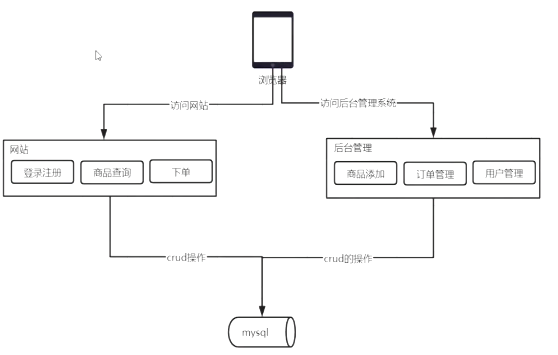 浏览器
访问网站
访问后台管理系统
网站
登录注册
商品查询
下单
后台管理
商品添加
订单管理
用户管理
crud操作
crud的操作
mysql